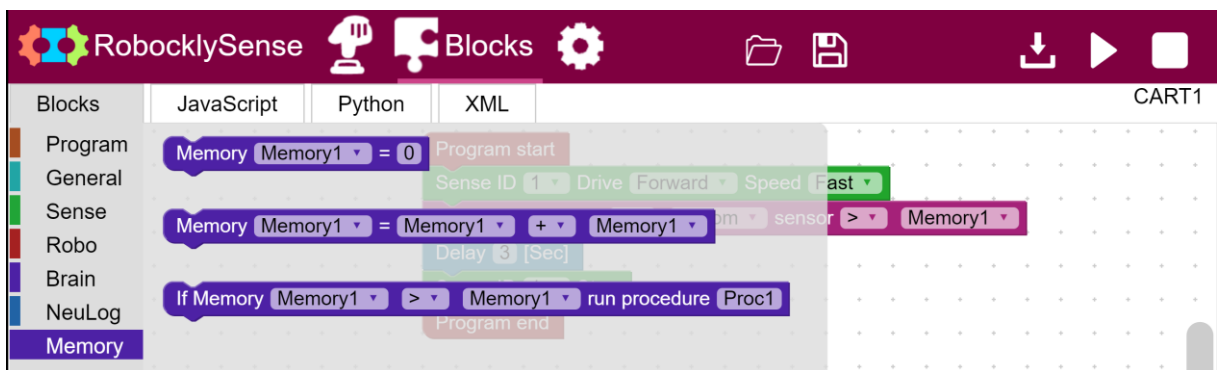 RobocklySense Blocks
Blocks JavaScript Python XML CART1
Program
General
Sense
Robo
Brain
NeuLog
Memory
Memory Memory1 = 0
Memory Memory1 = Memory1 + Memory1
If Memory Memory1 > Memory1 run procedure Proc1
Program start
Sense ID 1 Drive Forward Speed Fast
sensor > Memory1
Delay 3 [Sec]
Program end